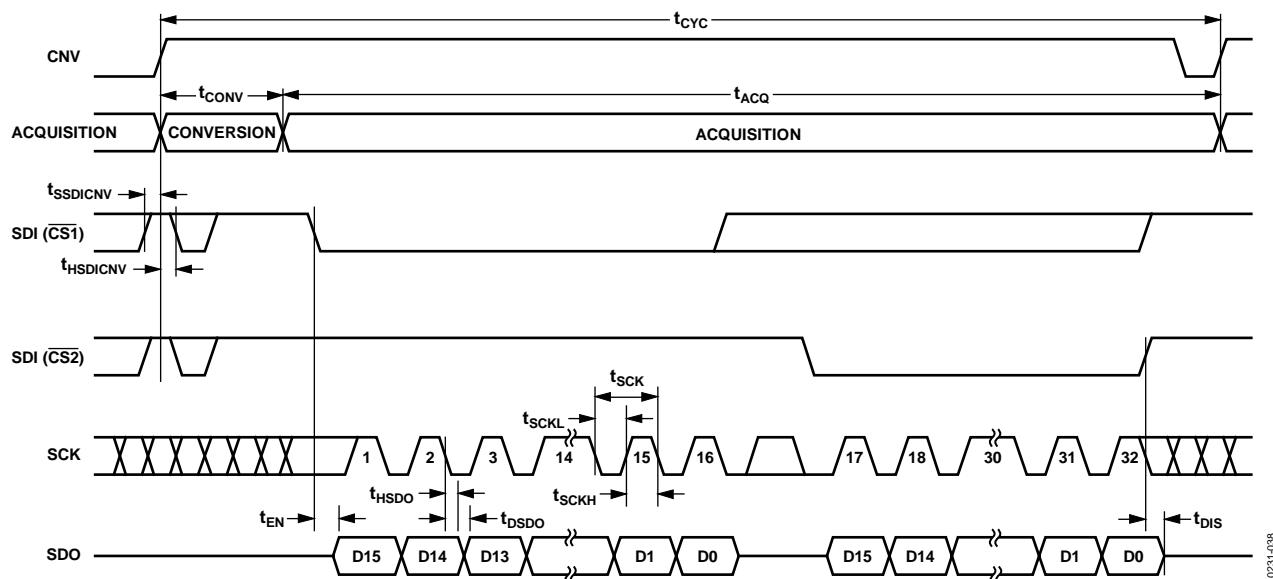 tCYC
CNV
tCONV
tACQ
ACQUISITION
CONVERSION
ACQUISITION
tSSDICNV
SDI (CS1)
tHSDICNV
SDI (CS2)
tSCK
tSCKL
SCK
1 2 3 14 15 16 17 18 30 31 32
tHSDO
tSCKH
tEN
tDSDO
tDIS
SDO
D15 D14 D13 D1 D0 D15 D14 D1 D0